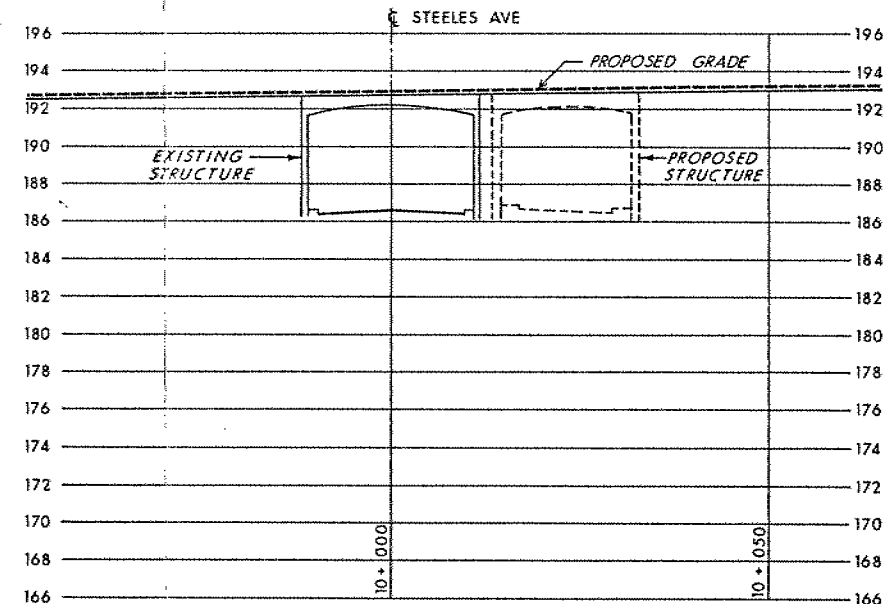 ℄ STEELES AVE
196 196
194 PROPOSED GRADE 194
192 192
190 190
EXISTING STRUCTURE
PROPOSED STRUCTURE
188 188
186 186
184 184
182 182
180 180
178 178
176 176
174 174
172 172
170 170
168 168
166 166
10 + 000
10 + 050